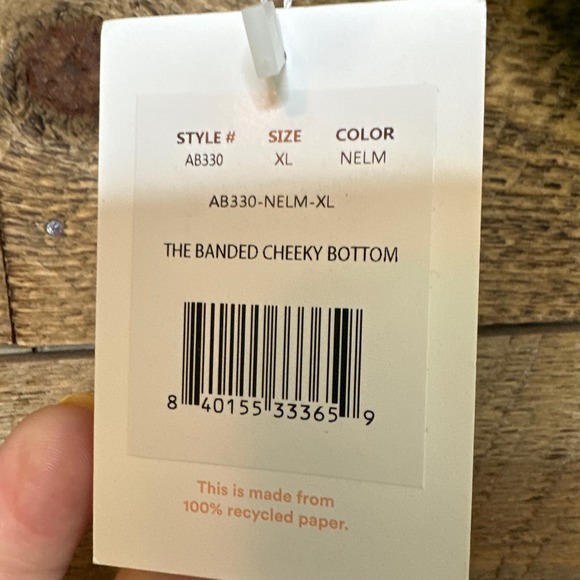 STYLE # SIZE COLOR
AB330 XL NELM
AB330-NELM-XL
THE BANDED CHEEKY BOTTOM
8 40155 33365 9
This is made from
100% recycled paper.